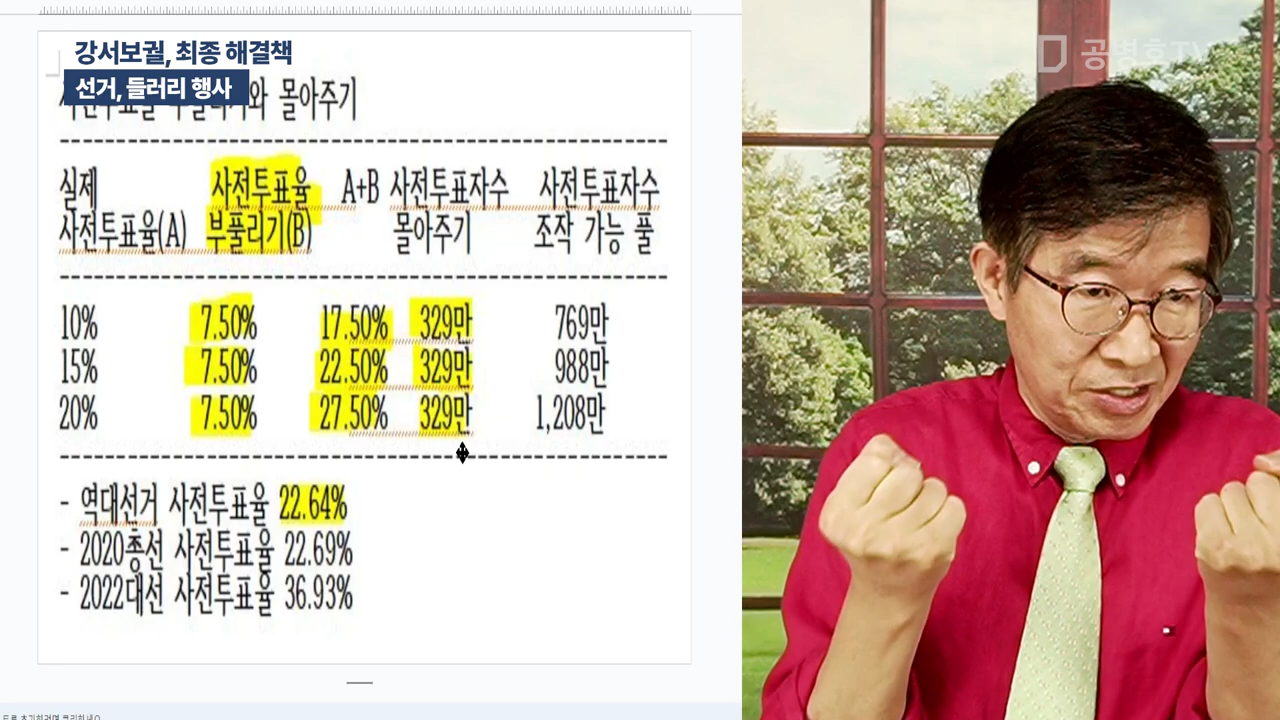 강서보궐, 최종 해결책
선거, 들러리 행사
몰아주기
실제 사전투표율 A+B 사전투표자수 사전투표자수
사전투표율(A) 부풀리기(B) 몰아주기 조작 가능 풀
10% 7.50% 17.50% 329만 769만
15% 7.50% 22.50% 329만 988만
20% 7.50% 27.50% 329만 1,208만
- 역대선거 사전투표율 22.64%
- 2020총선 사전투표율 22.69%
- 2022대선 사전투표율 36.93%
공병호TV